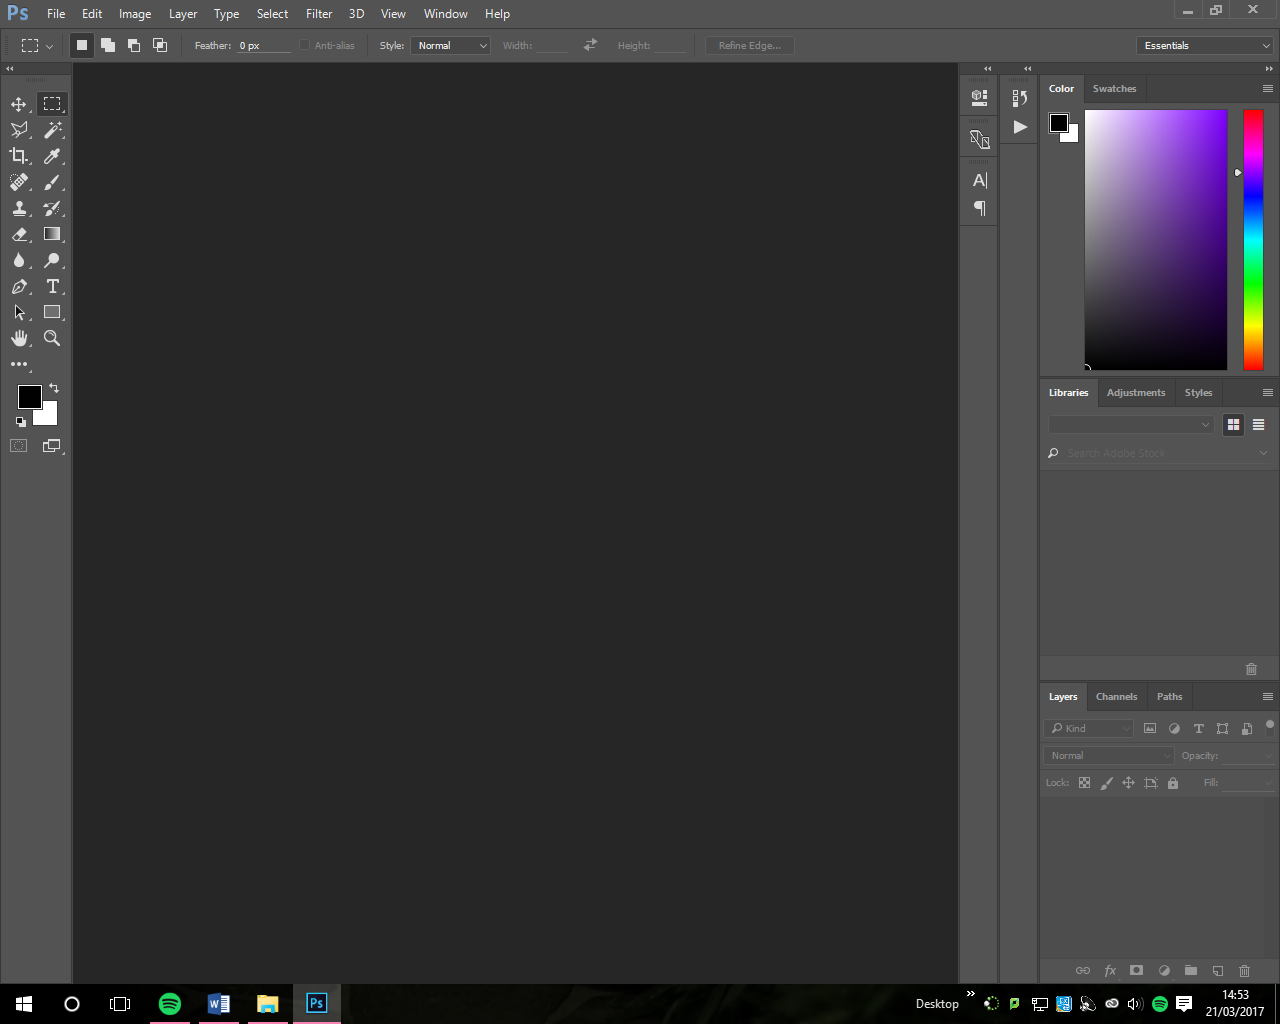 Ps File Edit Image Layer Type Select Filter 3D View Window Help
Feather: 0 px Anti-alias Style: Normal Width: Height: Refine Edge... Essentials
Color Swatches
Libraries Adjustments Styles
Search Adobe Stock
Layers Channels Paths
Kind
Normal Opacity:
Lock: Fill:
fx
Ps
Desktop
14:53
21/03/2017